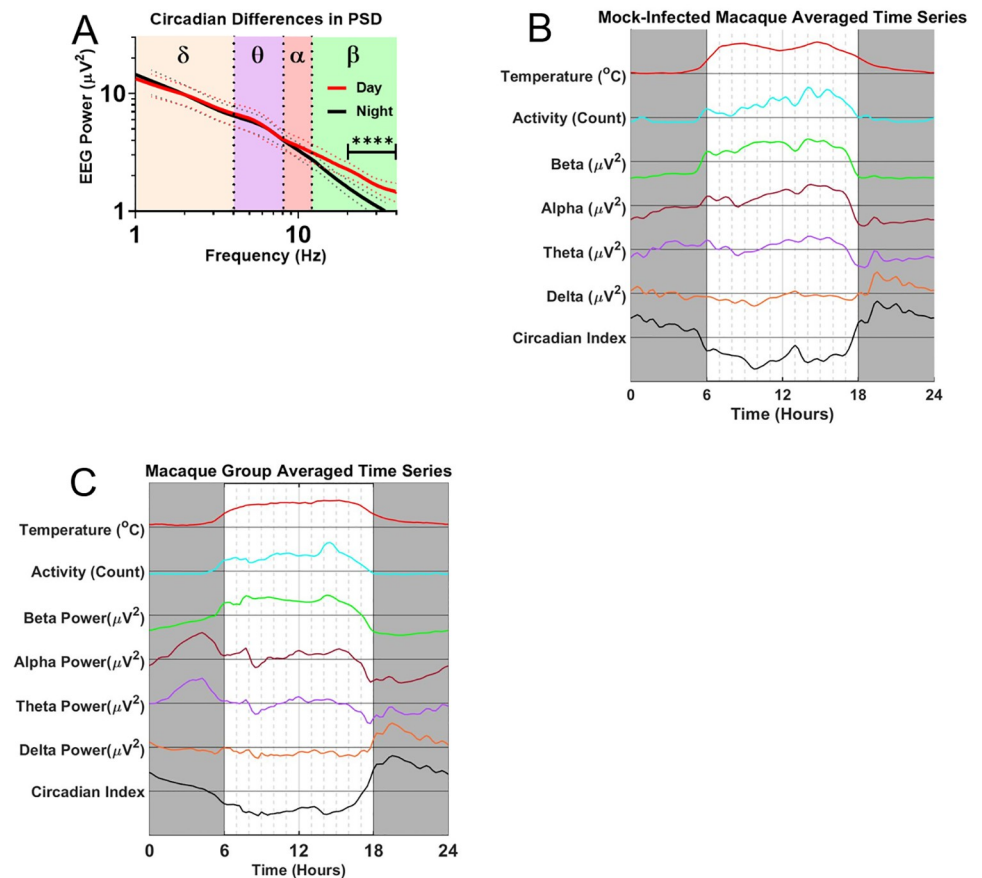 A
Circadian Differences in PSD
EEG Power (μV²)
10
1
δ
θ
α
β
Day
Night
****
1
10
Frequency (Hz)
B
Mock-Infected Macaque Averaged Time Series
Temperature (°C)
Activity (Count)
Beta (μV²)
Alpha (μV²)
Theta (μV²)
Delta (μV²)
Circadian Index
0 6 12 18 24
Time (Hours)
C
Macaque Group Averaged Time Series
Temperature (°C)
Activity (Count)
Beta Power(μV²)
Alpha Power(μV²)
Theta Power(μV²)
Delta Power(μV²)
Circadian Index
0 6 12 18 24
Time (Hours)